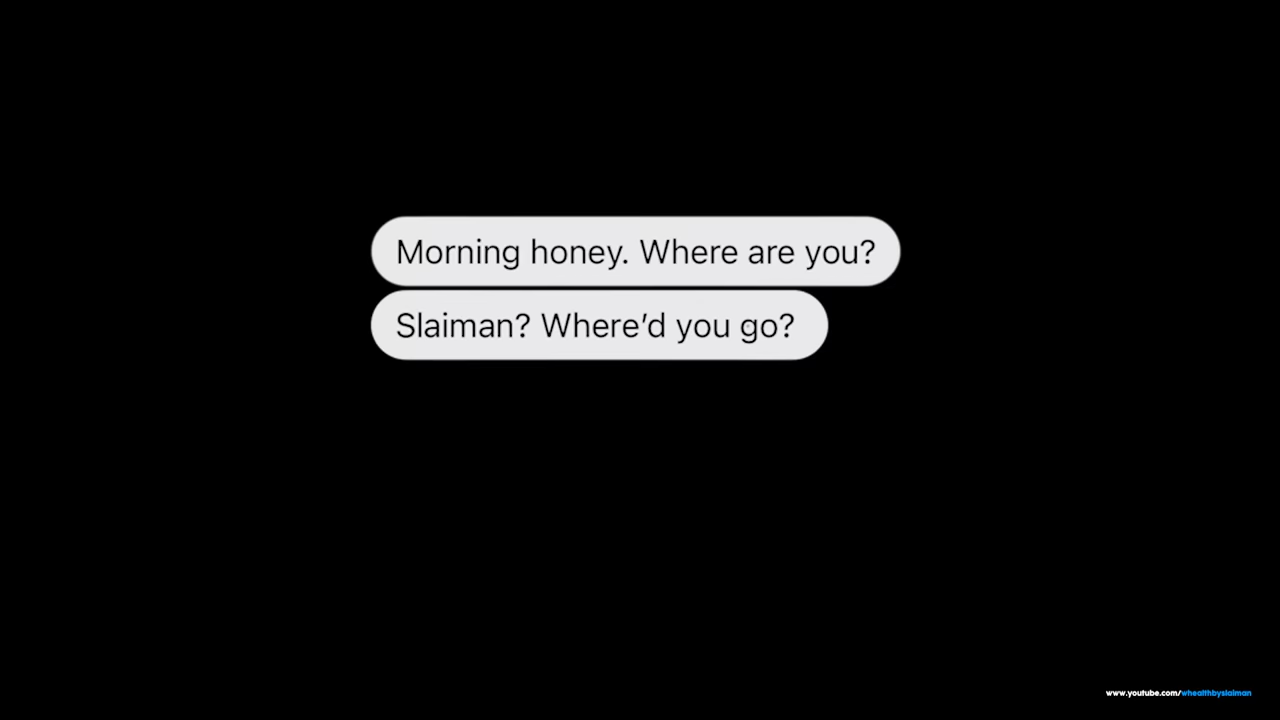 Morning honey. Where are you?
Slaiman? Where’d you go?
www.youtube.com/whealthbyslaiman